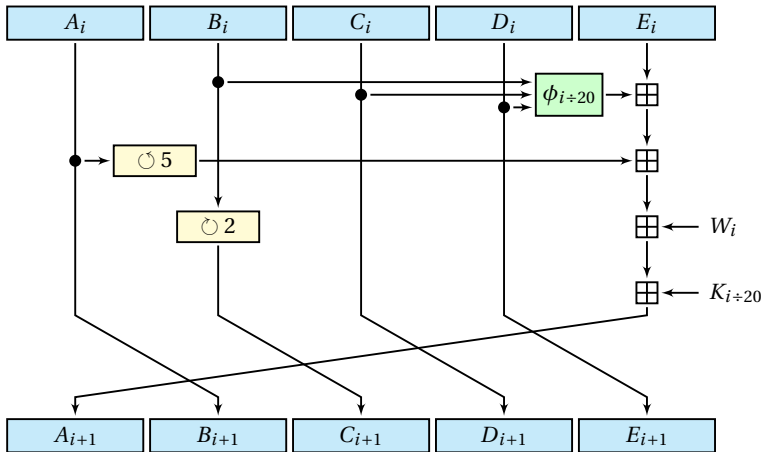 A_i B_i C_i D_i E_i
ϕ_{i÷20}
↺ 5
↻ 2
W_i
K_{i÷20}
A_{i+1} B_{i+1} C_{i+1} D_{i+1} E_{i+1}